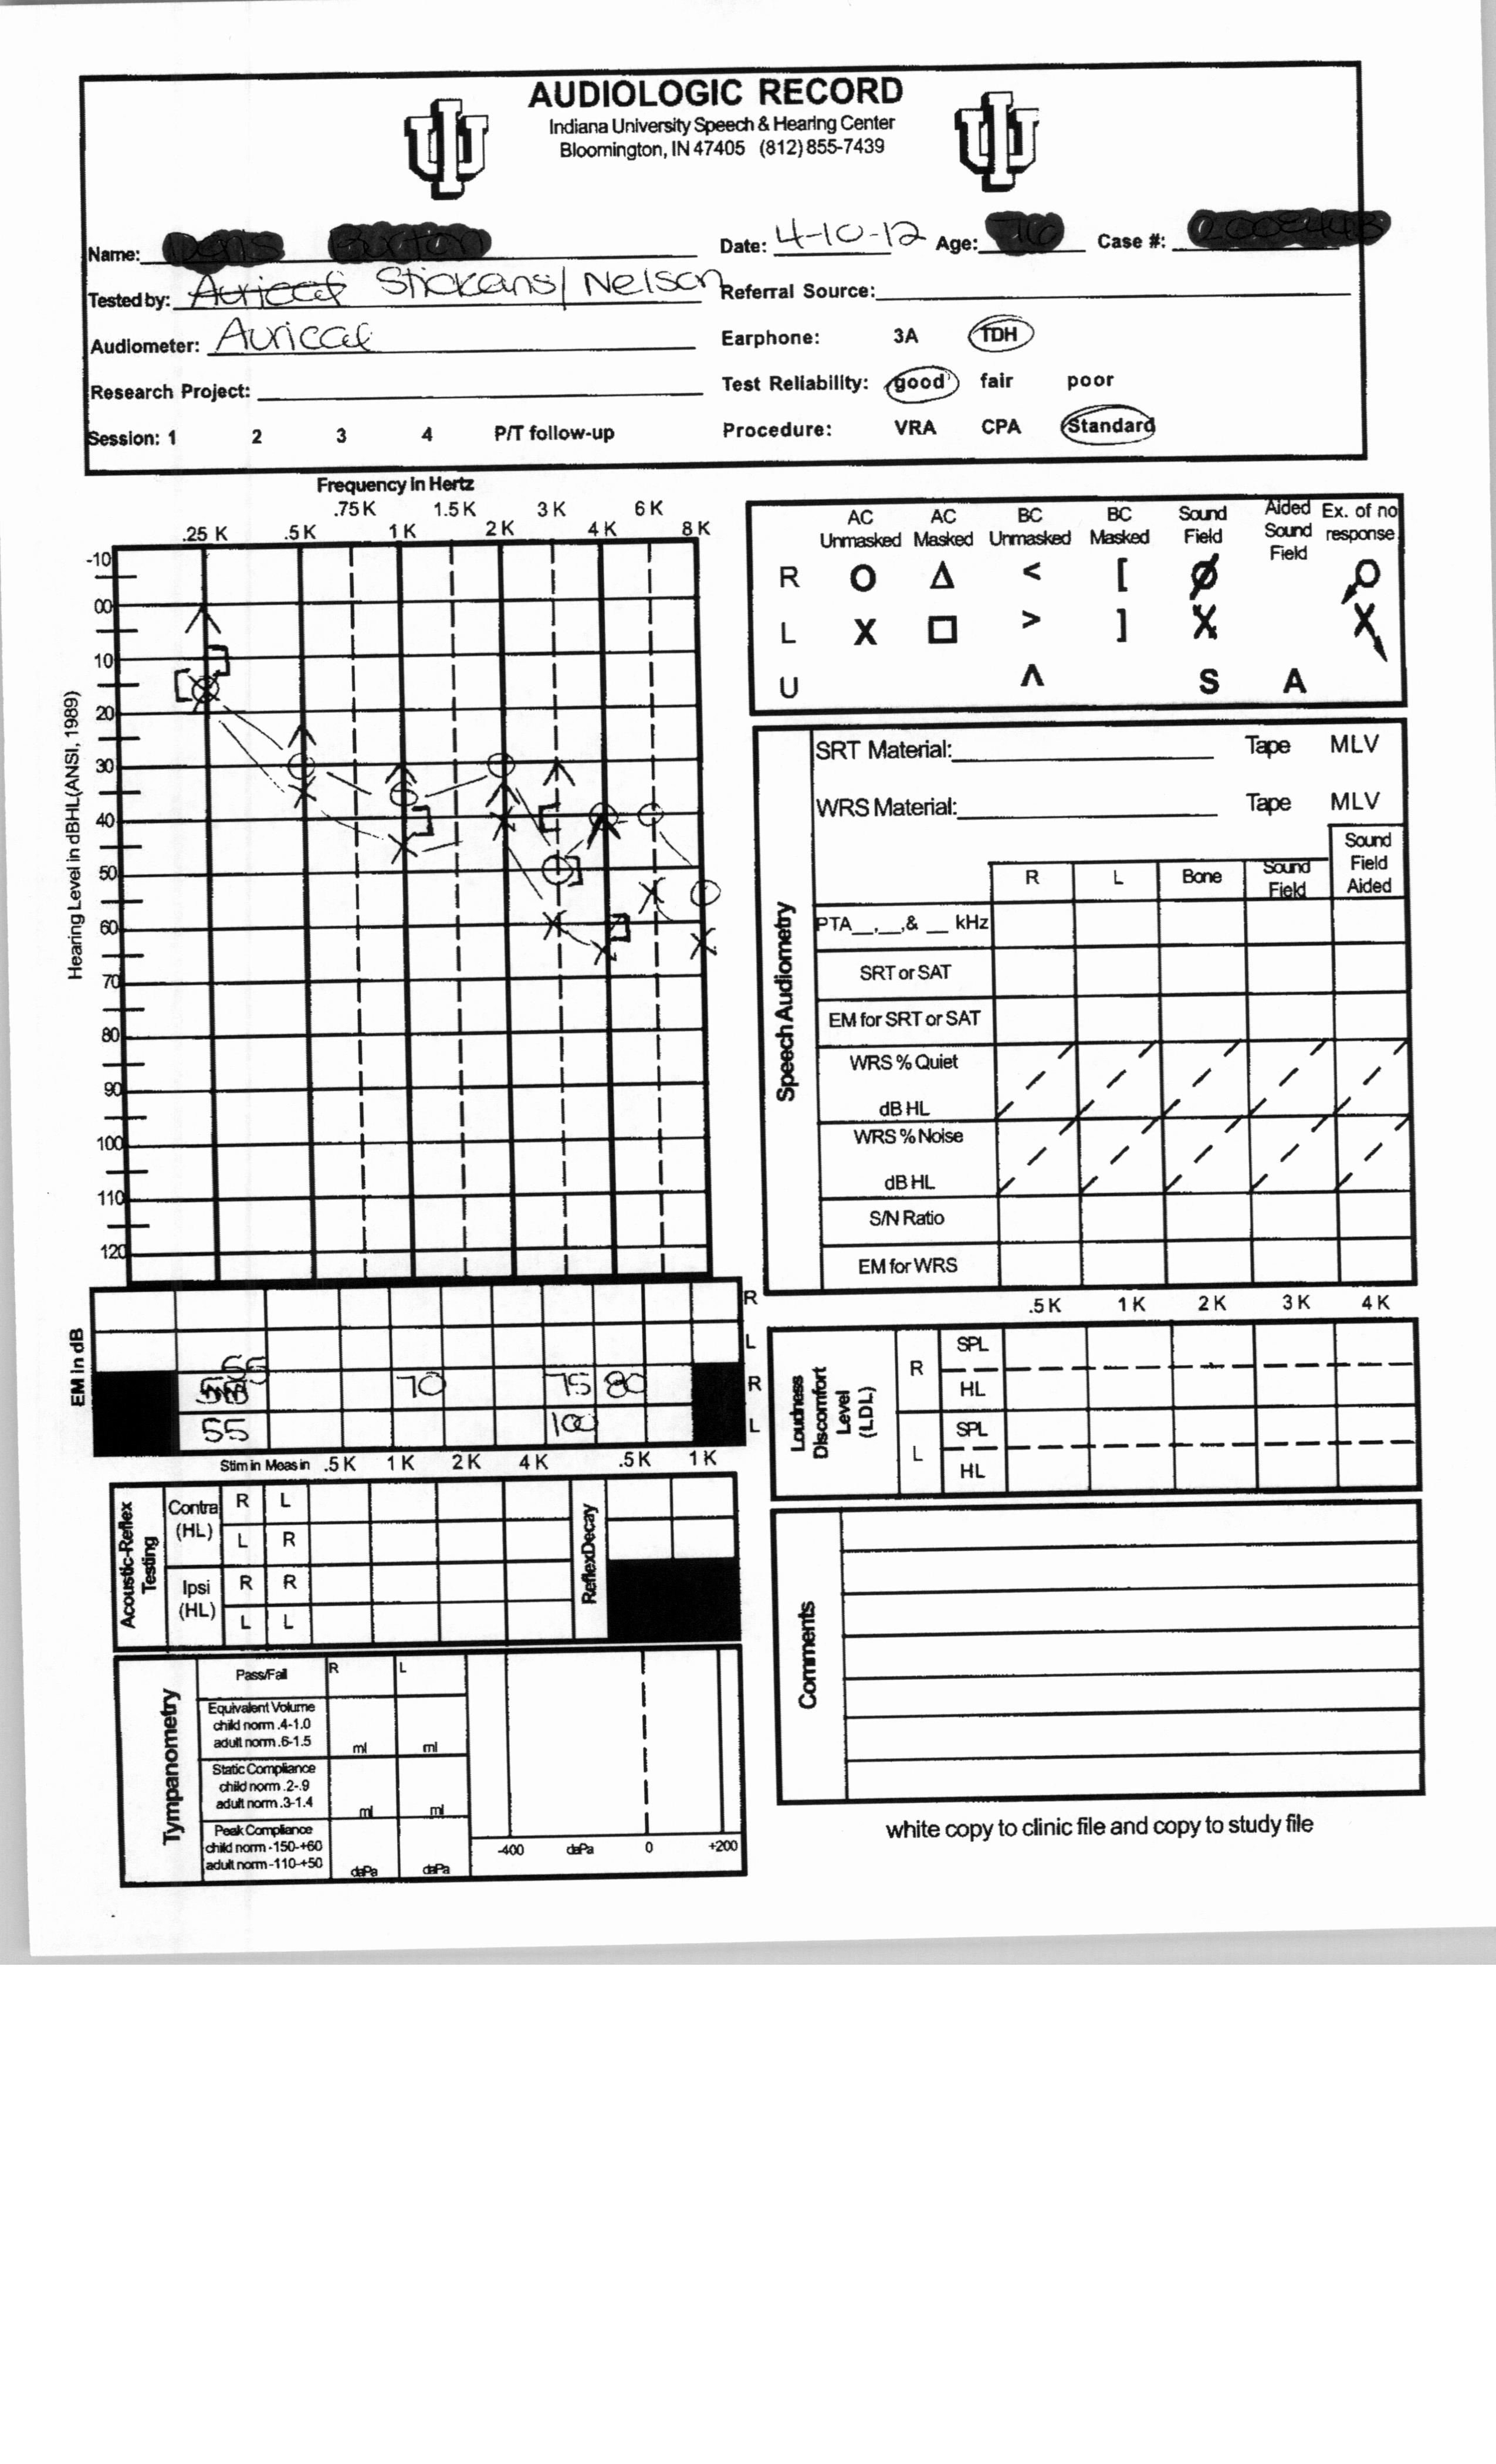 AUDIOLOGIC RECORD
Indiana University Speech & Hearing Center
Bloomington, IN 47405 (812) 855-7439
Name: Date: 4-10-12 Age: Case #:
Tested by: Auricat Stickans/Nelson Referral Source:
Audiometer: Aurical Earphone: 3A TDH
Research Project: Test Reliability: good fair poor
Session: 1 2 3 4 P/T follow-up Procedure: VRA CPA Standard
Frequency in Hertz
.75 K 1.5 K 3 K 6 K
.25 K .5 K 1 K 2 K 4 K 8 K
Hearing Level in dBHL(ANSI, 1989)
-10
00
10
20
30
40
50
60
70
80
90
100
110
120
AC Unmasked AC Masked BC Unmasked BC Masked Sound Field Aided Sound Field Ex. of no response
R O Δ < [ Ø O
L X □ > ] X X
U Λ S A
Speech Audiometry
SRT Material: Tape MLV
WRS Material: Tape MLV
R L Bone Sound Field Sound Field Aided
PTA__,__,& __ kHz
SRT or SAT
EM for SRT or SAT
WRS % Quiet
dB HL
WRS % Noise
dB HL
S/N Ratio
EM for WRS
EM in dB
R
L
65
70 75 80 R
55 100 L
.5 K 1 K 2 K 3 K 4 K
Loudness Discomfort Level (LDL)
R SPL
HL
L SPL
HL
Stim in Meas in .5 K 1 K 2 K 4 K .5 K 1 K
Acoustic-Reflex Testing
Contra (HL) R L
L R
Ipsi (HL) R R
L L
Reflex Decay
Tympanometry
Pass/Fail R L
Equivalent Volume
child norm .4-1.0
adult norm .6-1.5 ml ml
Static Compliance
child norm .2-.9
adult norm .3-1.4 ml ml
Peak Compliance
child norm -150-+60
adult norm -110-+50 daPa daPa
-400 daPa 0 +200
Comments
white copy to clinic file and copy to study file